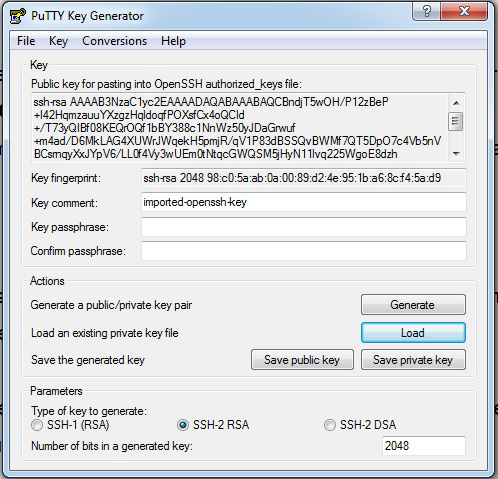 PuTTY Key Generator
?
File Key Conversions Help
Key
Public key for pasting into OpenSSH authorized_keys file:
ssh-rsa AAAAB3NzaC1yc2EAAAADAQABAAABAQCBndjT5wOH/P12zBeP
+I42HqmzauuYXzgzHqldoqfPOXsfCx4oQCld
+/T73yQIBf08KEQrOQf1bBY388c1NnWz50yJDaGrwuf
+m4ad/D6MkLAG4XUWrJWqekH5pmjR/qV1P83dBSSQvBWMf7QT5DpO7c4Vb5nV
BCsmqyXxJYpV6/LL0f4Vy3wUEm0tNtqcGWQSM5jHyN11lvq225WgoE8dzh
Key fingerprint: ssh-rsa 2048 98:c0:5a:ab:0a:00:89:d2:4e:95:1b:a6:8c:f4:5a:d9
Key comment: imported-openssh-key
Key passphrase:
Confirm passphrase:
Actions
Generate a public/private key pair Generate
Load an existing private key file Load
Save the generated key Save public key Save private key
Parameters
Type of key to generate:
SSH-1 (RSA) SSH-2 RSA SSH-2 DSA
Number of bits in a generated key: 2048